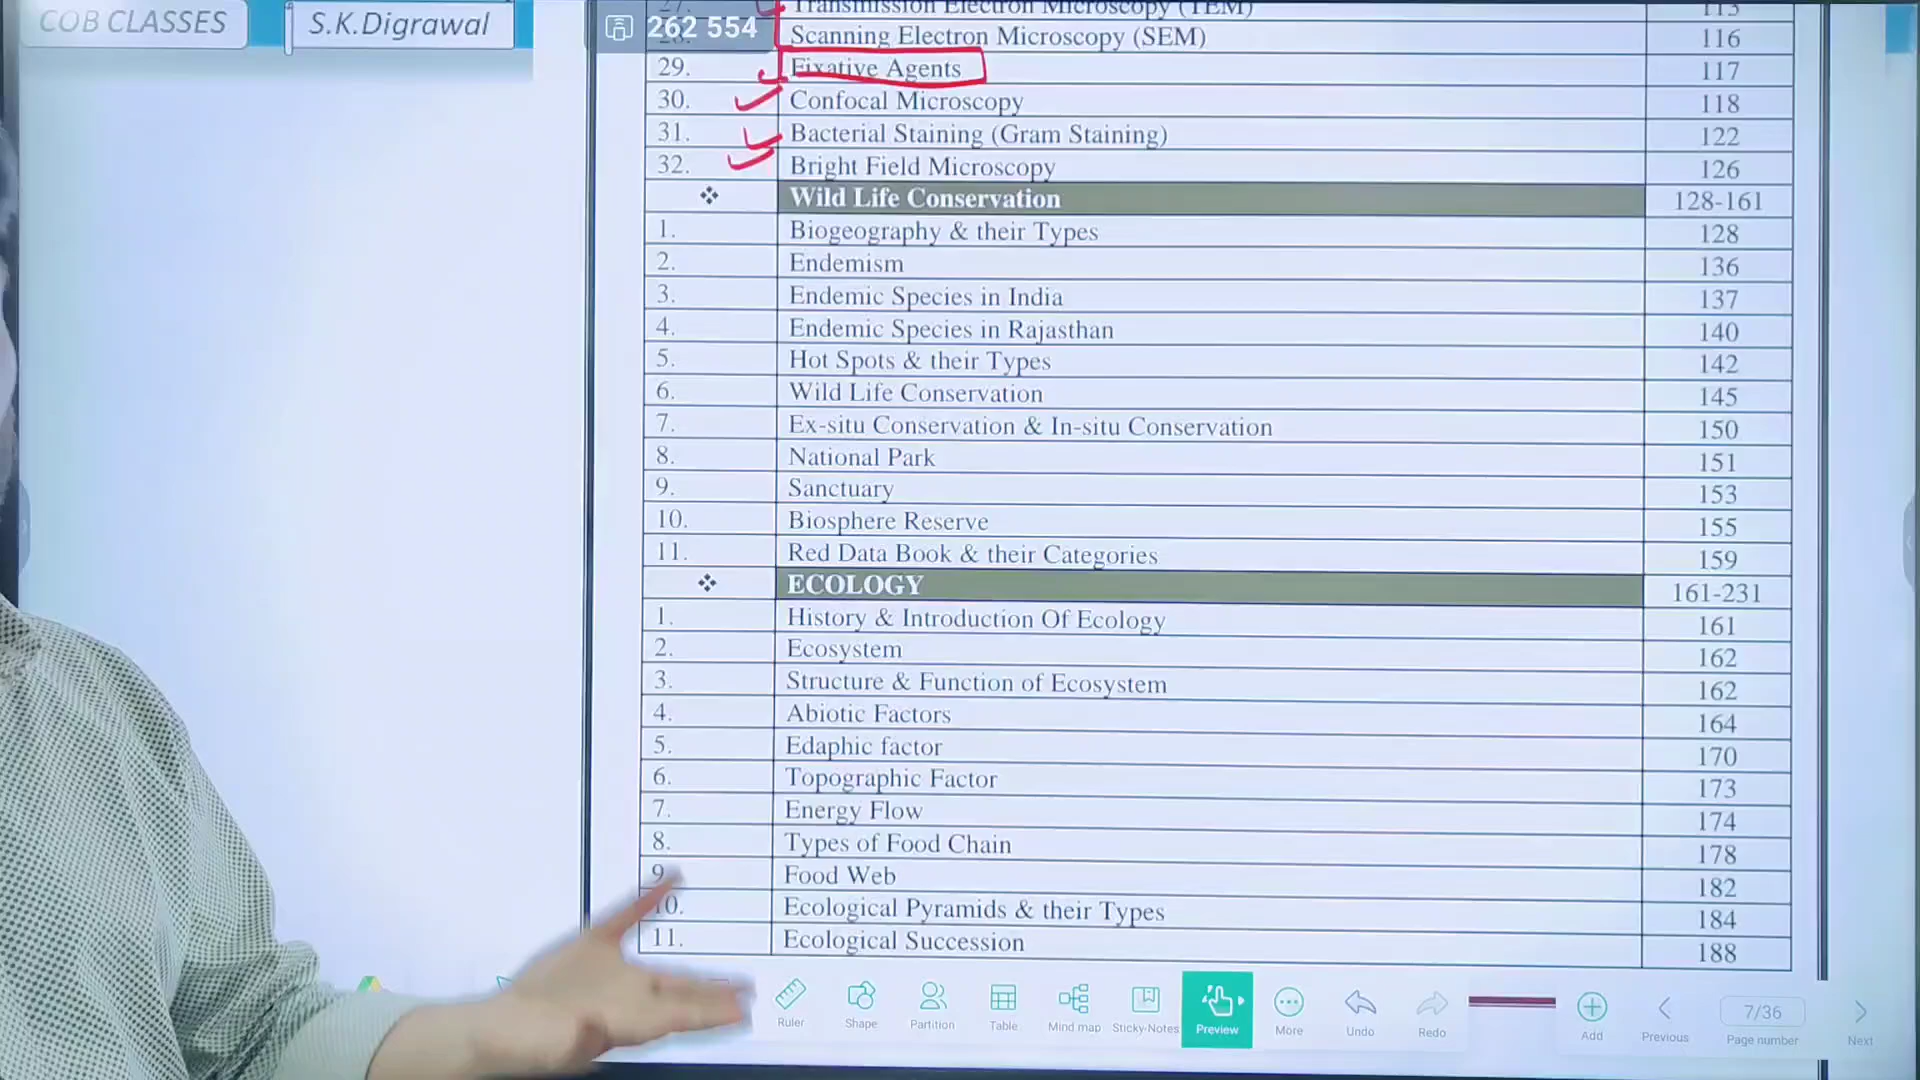 COB CLASSES
S.K.Digrawal
262 554
27. Transmission Electron Microscopy (TEM) 113
Scanning Electron Microscopy (SEM) 116
29. Fixative Agents 117
30. Confocal Microscopy 118
31. Bacterial Staining (Gram Staining) 122
32. Bright Field Microscopy 126
❖ Wild Life Conservation 128-161
1. Biogeography & their Types 128
2. Endemism 136
3. Endemic Species in India 137
4. Endemic Species in Rajasthan 140
5. Hot Spots & their Types 142
6. Wild Life Conservation 145
7. Ex-situ Conservation & In-situ Conservation 150
8. National Park 151
9. Sanctuary 153
10. Biosphere Reserve 155
11. Red Data Book & their Categories 159
❖ ECOLOGY 161-231
1. History & Introduction Of Ecology 161
2. Ecosystem 162
3. Structure & Function of Ecosystem 162
4. Abiotic Factors 164
5. Edaphic factor 170
6. Topographic Factor 173
7. Energy Flow 174
8. Types of Food Chain 178
9. Food Web 182
10. Ecological Pyramids & their Types 184
11. Ecological Succession 188
Ruler Shape Partition Table Mind map Sticky-Notes Preview More Undo Redo Add Previous 7/36 Page number Next